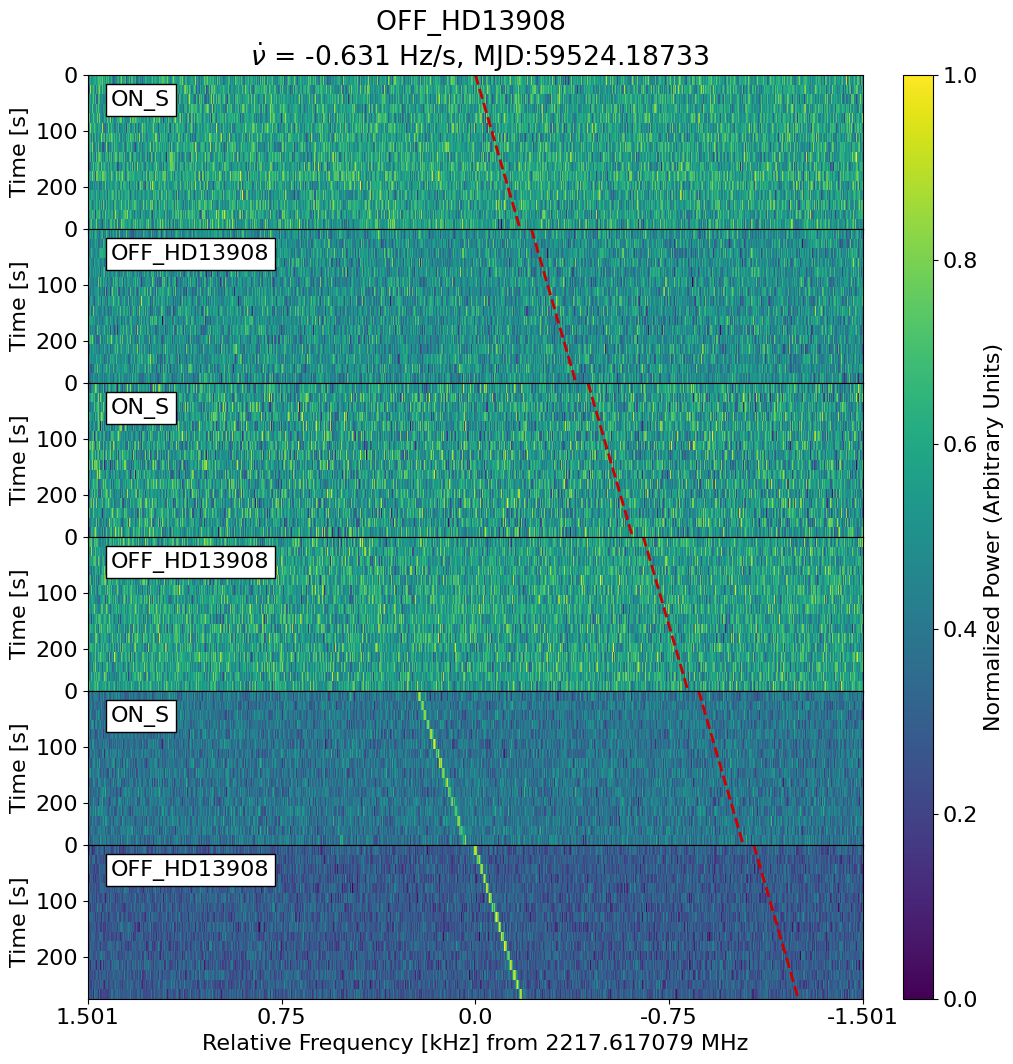 OFF_HD13908
ν̇ = -0.631 Hz/s, MJD:59524.18733
0
ON_S
100
200
Time [s]
0
OFF_HD13908
100
200
Time [s]
0
ON_S
100
200
Time [s]
0
OFF_HD13908
100
200
Time [s]
0
ON_S
100
200
Time [s]
0
OFF_HD13908
100
200
Time [s]
1.501 0.75 0.0 -0.75 -1.501
Relative Frequency [kHz] from 2217.617079 MHz
1.0
0.8
0.6
0.4
0.2
0.0
Normalized Power (Arbitrary Units)